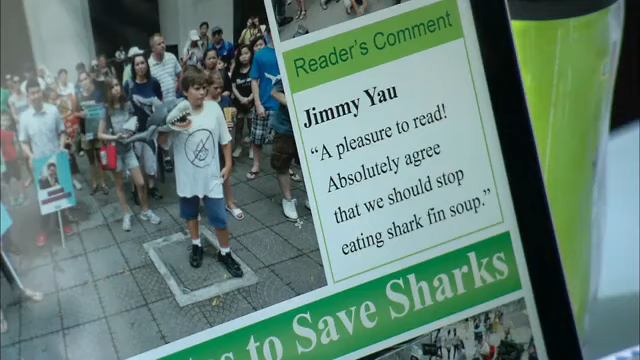 Reader's Comment
Jimmy Yau
"A pleasure to read!
Absolutely agree
that we should stop
eating shark fin soup."
to Save Sharks